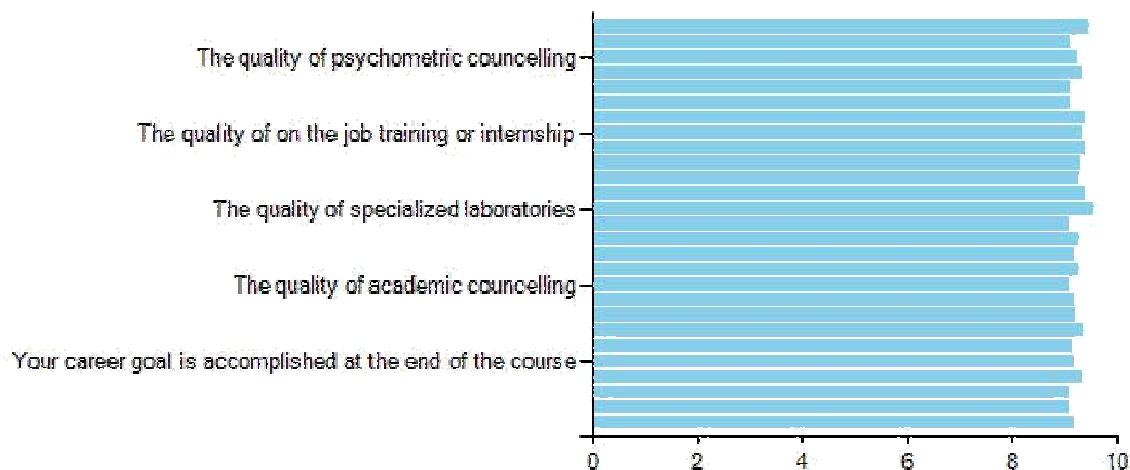 The quality of psychometric councelling
The quality of on the job training or internship
The quality of specialized laboratories
The quality of academic councelling
Your career goal is accomplished at the end of the course
0 2 4 6 8 10